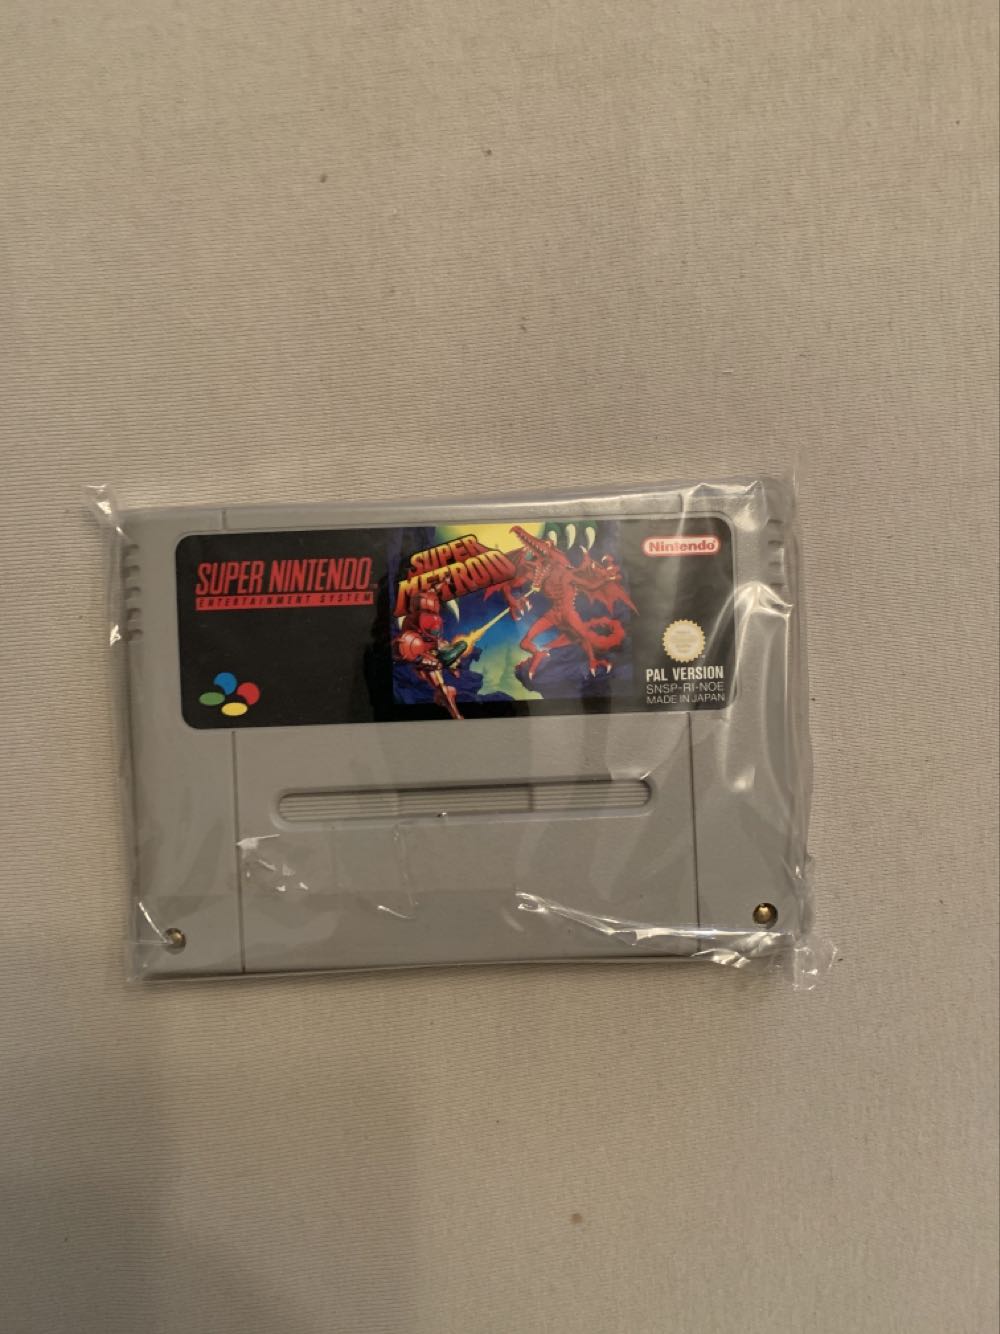 SUPER NINTENDO
ENTERTAINMENT SYSTEM
SUPER
METROID
Nintendo
PAL VERSION
SNSP-RI-NOE
MADE IN JAPAN